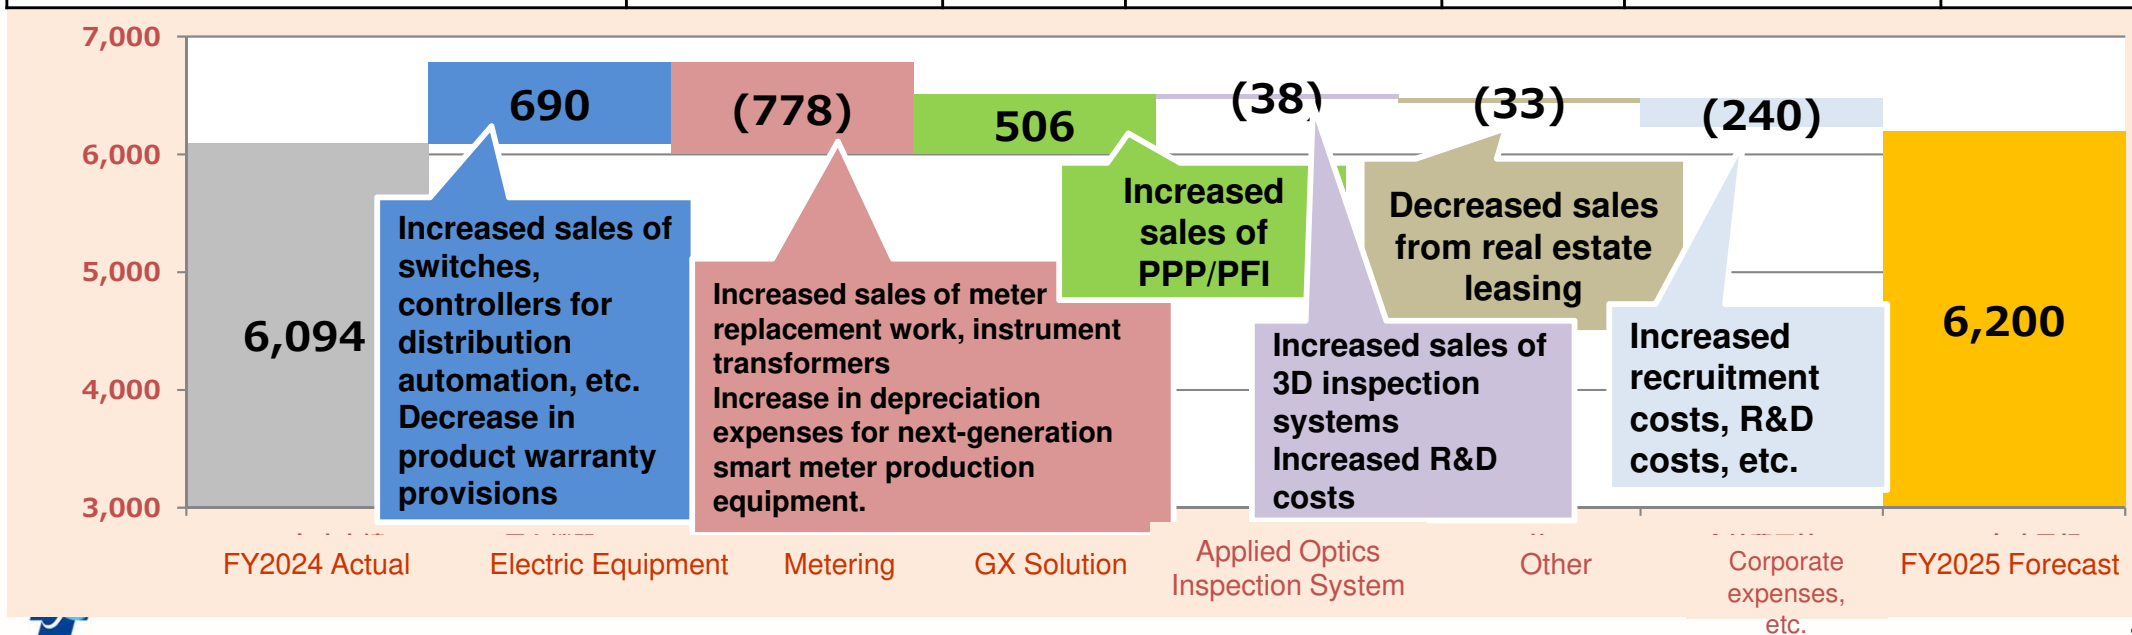 7,000
6,000
5,000
4,000
3,000
6,094
690
(778)
506
(38)
(33)
(240)
6,200
Increased sales of
switches,
controllers for
distribution
automation, etc.
Decrease in
product warranty
provisions
Increased sales of meter
replacement work, instrument
transformers
Increase in depreciation
expenses for next-generation
smart meter production
equipment.
Increased
sales of
PPP/PFI
Increased sales of
3D inspection
systems
Increased R&D
costs
Decreased sales
from real estate
leasing
Increased
recruitment
costs, R&D
costs, etc.
FY2024 Actual
Electric Equipment
Metering
GX Solution
Applied Optics
Inspection System
Other
Corporate
expenses,
etc.
FY2025 Forecast